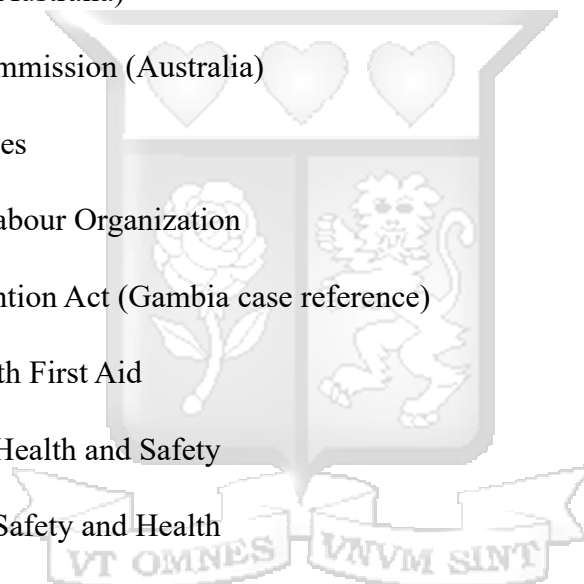 mmission (Australia)
es
abour Organization
ntion Act (Gambia case reference)
th First Aid
Health and Safety
Safety and Health
VT OMNES VNVM SINT